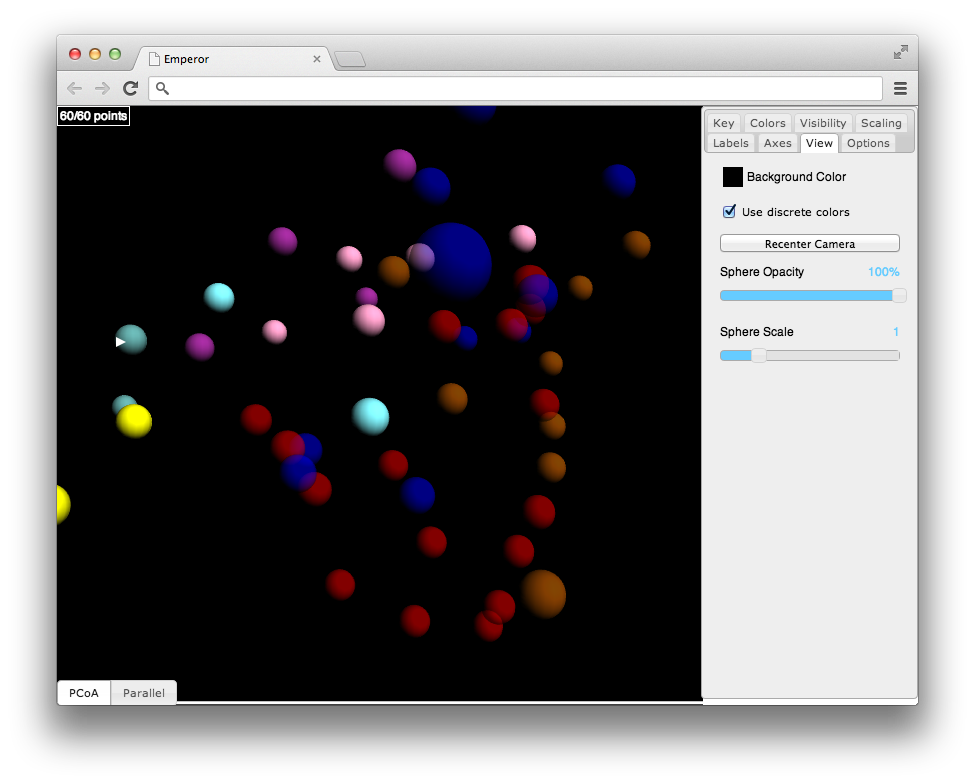 Emperor
60/60 points
Key Colors Visibility Scaling
Labels Axes View Options
Background Color
Use discrete colors
Recenter Camera
Sphere Opacity 100%
Sphere Scale 1
PCoA Parallel